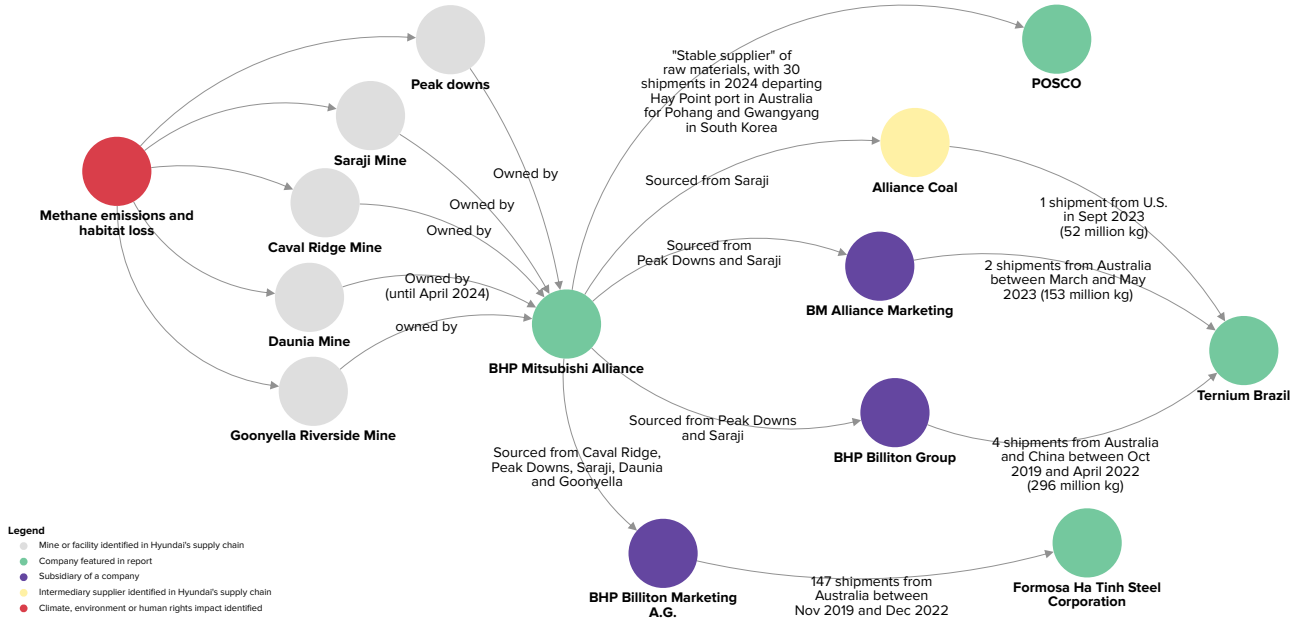 Peak downs
Saraji Mine
Methane emissions and
habitat loss
Caval Ridge Mine
Daunia Mine
Goonyella Riverside Mine
Owned by
Owned by
Owned by
Owned by
(until April 2024)
owned by
BHP Mitsubishi Alliance
"Stable supplier" of
raw materials, with 30
shipments in 2024 departing
Hay Point port in Australia
for Pohang and Gwangyang
in South Korea
POSCO
Sourced from Saraji
Alliance Coal
1 shipment from U.S.
in Sept 2023
(52 million kg)
Sourced from
Peak Downs and Saraji
BM Alliance Marketing
2 shipments from Australia
between March and May
2023 (153 million kg)
Ternium Brazil
Sourced from Peak Downs
and Saraji
BHP Billiton Group
4 shipments from Australia
and China between Oct
2019 and April 2022
(296 million kg)
Sourced from Caval Ridge,
Peak Downs, Saraji, Daunia
and Goonyella
BHP Billiton Marketing
A.G.
147 shipments from
Australia between
Nov 2019 and Dec 2022
Formosa Ha Tinh Steel
Corporation
Legend
Mine or facility identified in Hyundai's supply chain
Company featured in report
Subsidiary of a company
Intermediary supplier identified in Hyundai's supply chain
Climate, environment or human rights impact identified